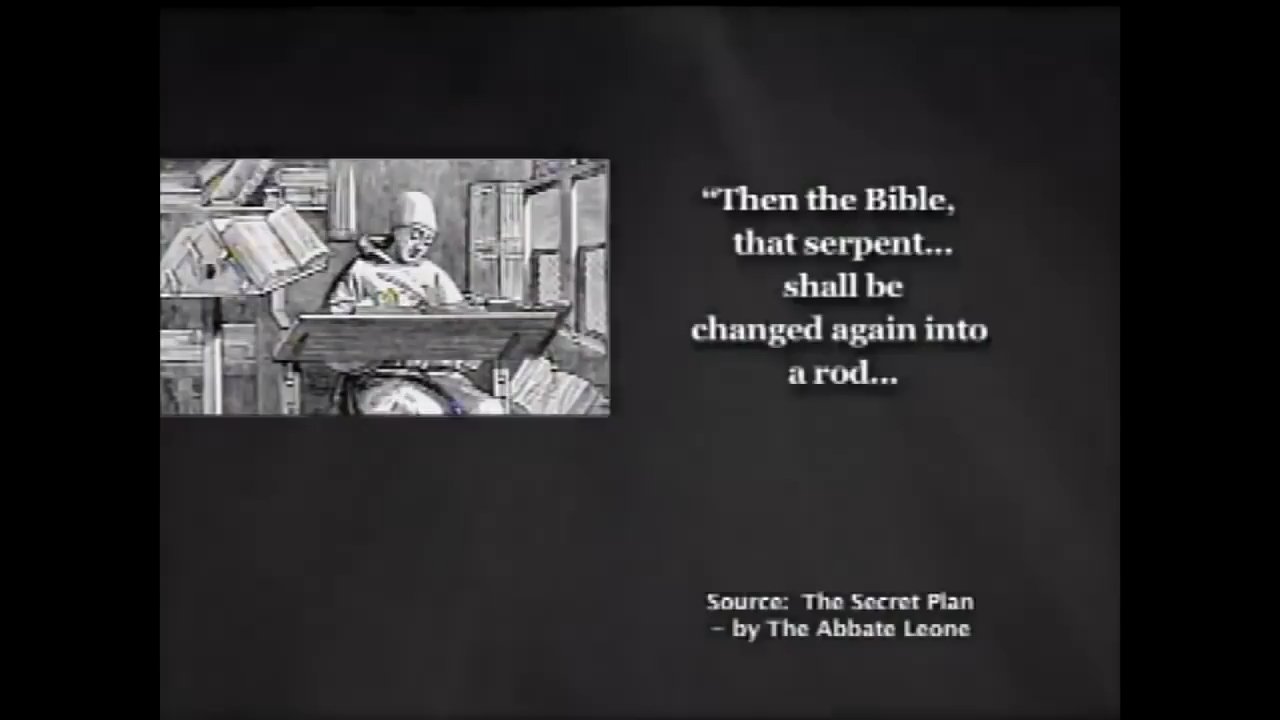 “Then the Bible,
that serpent...
shall be
changed again into
a rod...
Source: The Secret Plan
– by The Abbate Leone